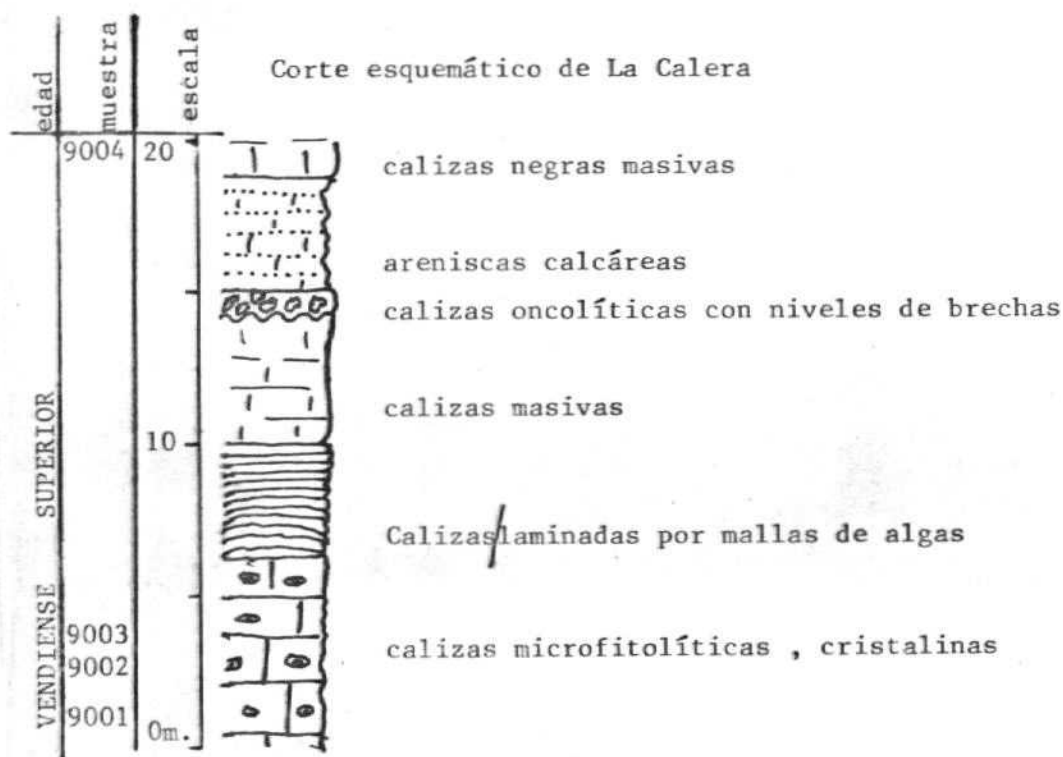 Corte esquemático de La Calera
edad
muestra
escala
9004 20
calizas negras masivas
areniscas calcáreas
calizas oncolíticas con niveles de brechas
calizas masivas
10
Calizas/laminadas por mallas de algas
VENDIENSE SUPERIOR
9003
calizas microfitolíticas , cristalinas
9002
9001
0m.